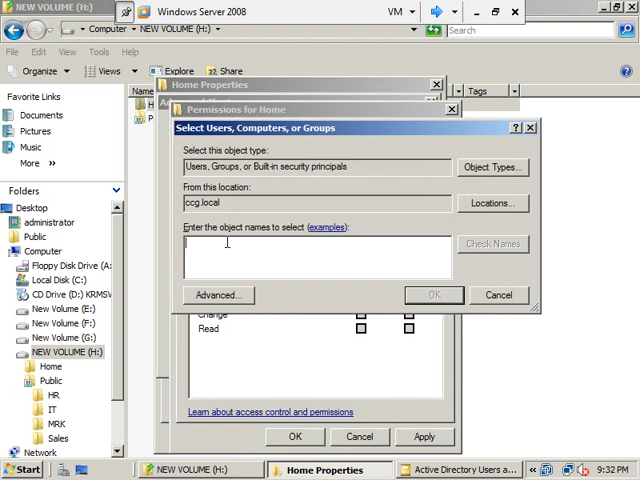 NEW VOLUME (H:)
Windows Server 2008
VM
Computer
NEW VOLUME (H:)
Search
File Edit View Tools Help
Organize Views Explore Share
Favorite Links
Documents
Pictures
Music
More »
Folders
Desktop
administrator
Public
Computer
Floppy Disk Drive (A:
Local Disk (C:)
CD Drive (D:) KRMSV
NEW VOLUME (E:)
NEW VOLUME (F:)
NEW VOLUME (G:)
NEW VOLUME (H:)
Home
Public
HR
IT
MRK
Sales
Network
Name
Tags
Home Properties
Permissions for Home
Select Users, Computers, or Groups
Select this object type:
Users, Groups, or Built-in security principals
Object Types...
From this location:
ccg.local
Locations...
Enter the object names to select (examples):
Check Names
Advanced...
OK
Cancel
Change
Read
Learn about access control and permissions
OK
Cancel
Apply
Start
NEW VOLUME (H:)
Home Properties
Active Directory Users a...
9:32 PM